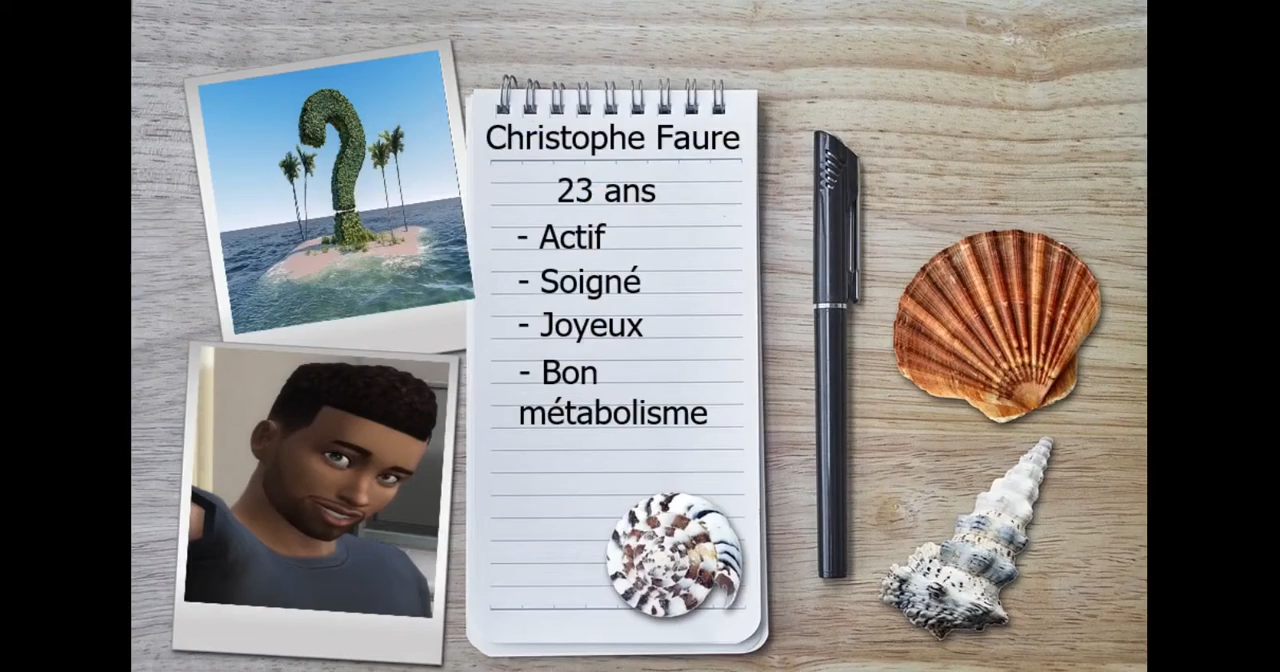 Christophe Faure
23 ans
- Actif
- Soigné
- Joyeux
- Bon
métabolisme